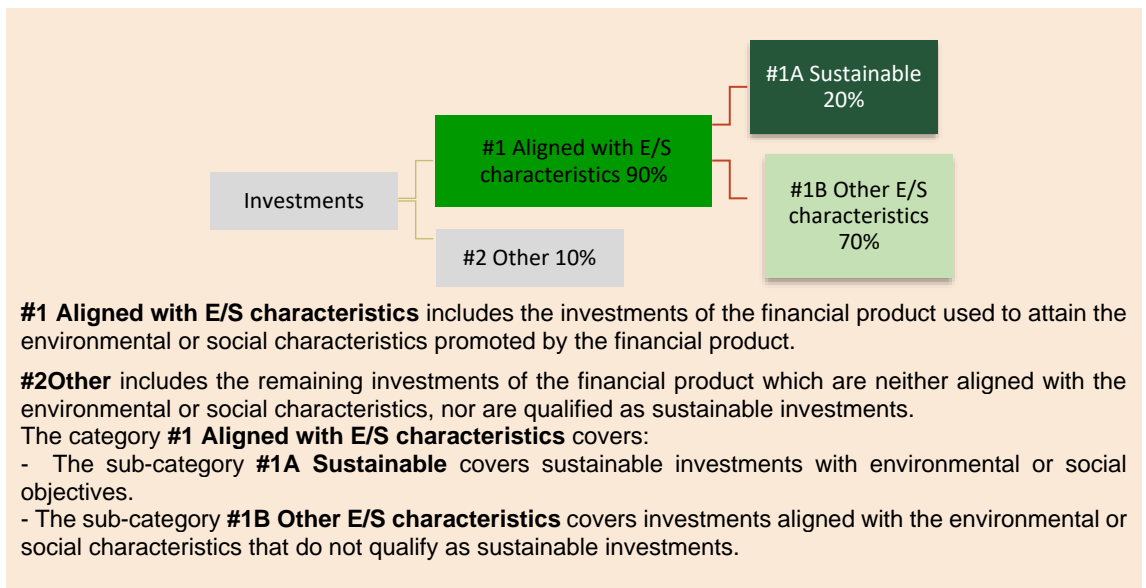 #1A Sustainable
20%
#1 Aligned with E/S
characteristics 90%
#1B Other E/S
characteristics
70%
Investments
#2 Other 10%
#1 Aligned with E/S characteristics includes the investments of the financial product used to attain the
environmental or social characteristics promoted by the financial product.
#2Other includes the remaining investments of the financial product which are neither aligned with the
environmental or social characteristics, nor are qualified as sustainable investments.
The category #1 Aligned with E/S characteristics covers:
- The sub-category #1A Sustainable covers sustainable investments with environmental or social
objectives.
- The sub-category #1B Other E/S characteristics covers investments aligned with the environmental or
social characteristics that do not qualify as sustainable investments.